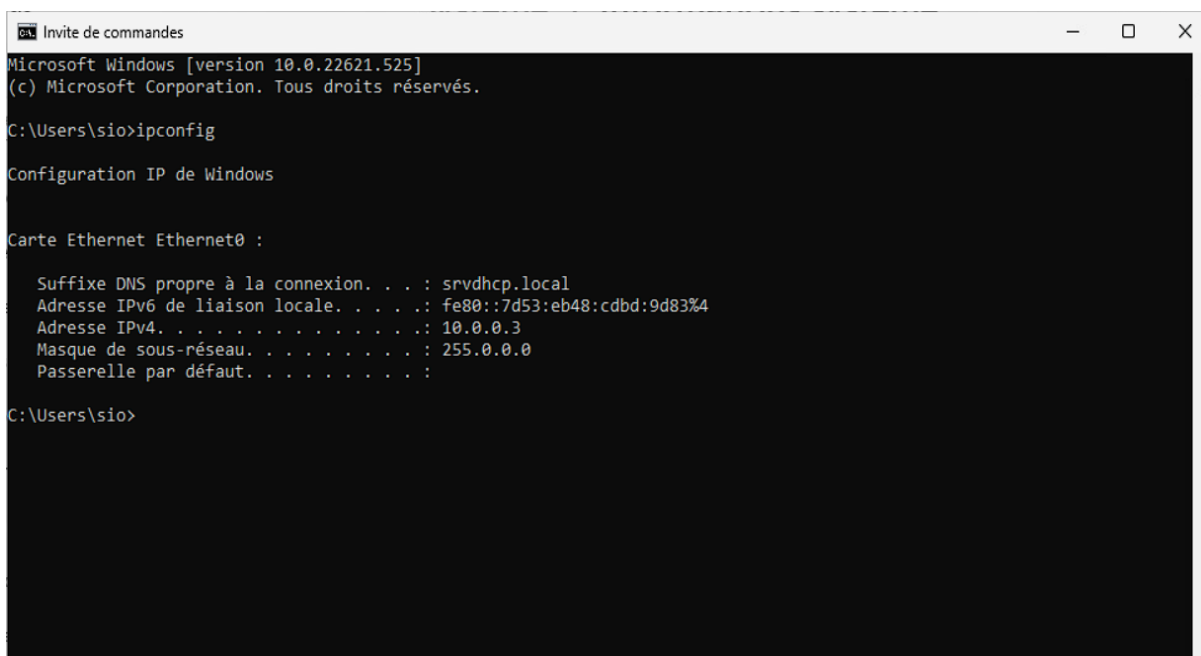 Invite de commandes
Microsoft Windows [version 10.0.22621.525]
(c) Microsoft Corporation. Tous droits réservés.
C:\Users\sio>ipconfig
Configuration IP de Windows
Carte Ethernet Ethernet0 :
Suffixe DNS propre à la connexion. . . : srvdhcp.local
Adresse IPv6 de liaison locale. . . . .: fe80::7d53:eb48:cdbd:9d83%4
Adresse IPv4. . . . . . . . . . . . . .: 10.0.0.3
Masque de sous-réseau. . . . . . . . . : 255.0.0.0
Passerelle par défaut. . . . . . . . . :
C:\Users\sio>